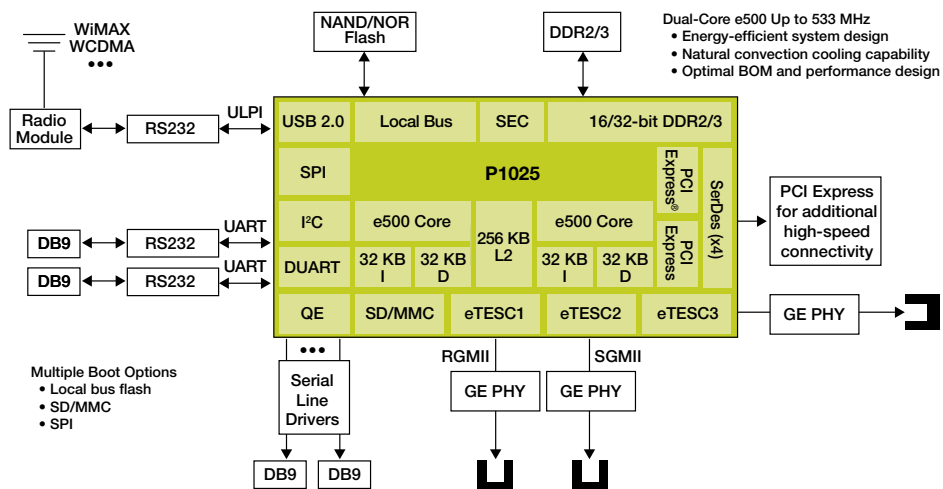 WiMAX
WCDMA
•••
NAND/NOR
Flash
DDR2/3
Dual-Core e500 Up to 533 MHz
• Energy-efficient system design
• Natural convection cooling capability
• Optimal BOM and performance design
Radio
Module
RS232
ULPI
USB 2.0
Local Bus
SEC
16/32-bit DDR2/3
SPI
P1025
PCI
Express®
SerDes (x4)
PCI Express
for additional
high-speed
connectivity
I²C
e500 Core
256 KB
L2
e500 Core
PCI
Express
DB9
RS232
UART
DB9
RS232
UART
DUART
32 KB
I
32 KB
D
32 KB
I
32 KB
D
QE
SD/MMC
eTESC1
eTESC2
eTESC3
GE PHY
•••
RGMII
SGMII
Serial
Line
Drivers
GE PHY
GE PHY
Multiple Boot Options
• Local bus flash
• SD/MMC
• SPI
DB9
DB9